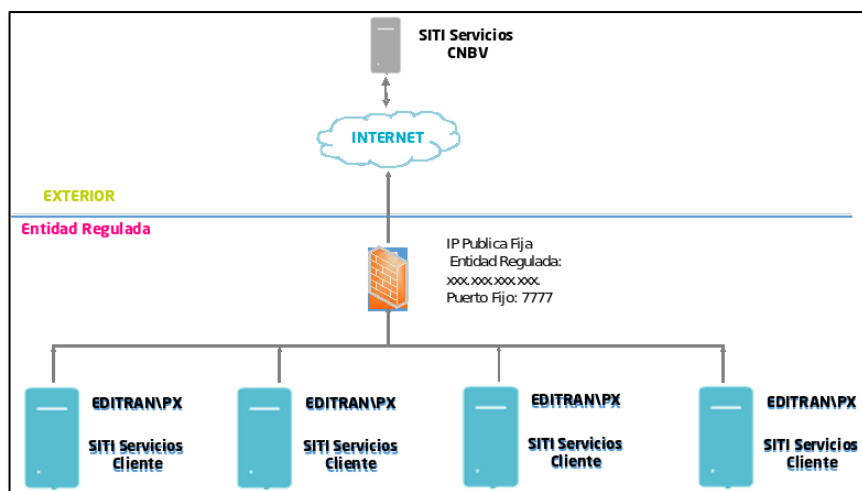 SITI Servicios
CNBV
INTERNET
EXTERIOR
Entidad Regulada
IP Publica Fija
Entidad Regulada:
xxx.xxx.xxx.xxx.
Puerto Fijo: 7777
EDITRAN\PX
SITI Servicios
Cliente
EDITRAN\PX
SITI Servicios
Cliente
EDITRAN\PX
SITI Servicios
Cliente
EDITRAN\PX
SITI Servicios
Cliente